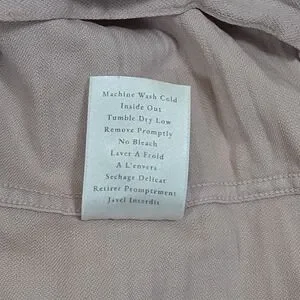 Machine Wash Cold
Inside Out
Tumble Dry Low
Remove Promptly
No Bleach
Laver A Froid
A L'envers
Sechage Delicat
Retirer Promptement
Javel Interdit